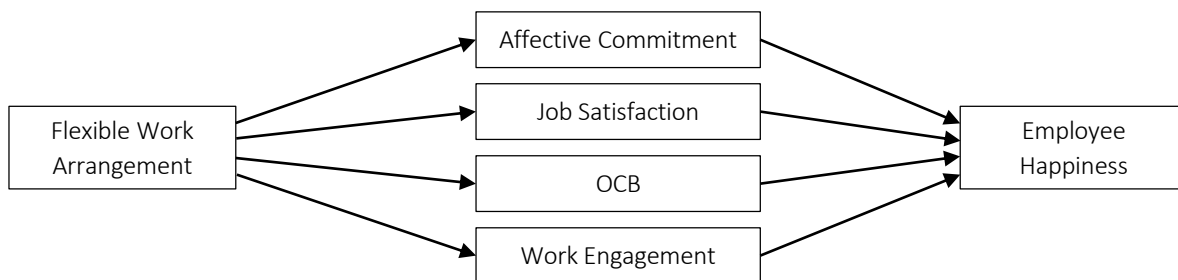 Affective Commitment
Flexible Work
Arrangement
Job Satisfaction
OCB
Work Engagement
Employee
Happiness